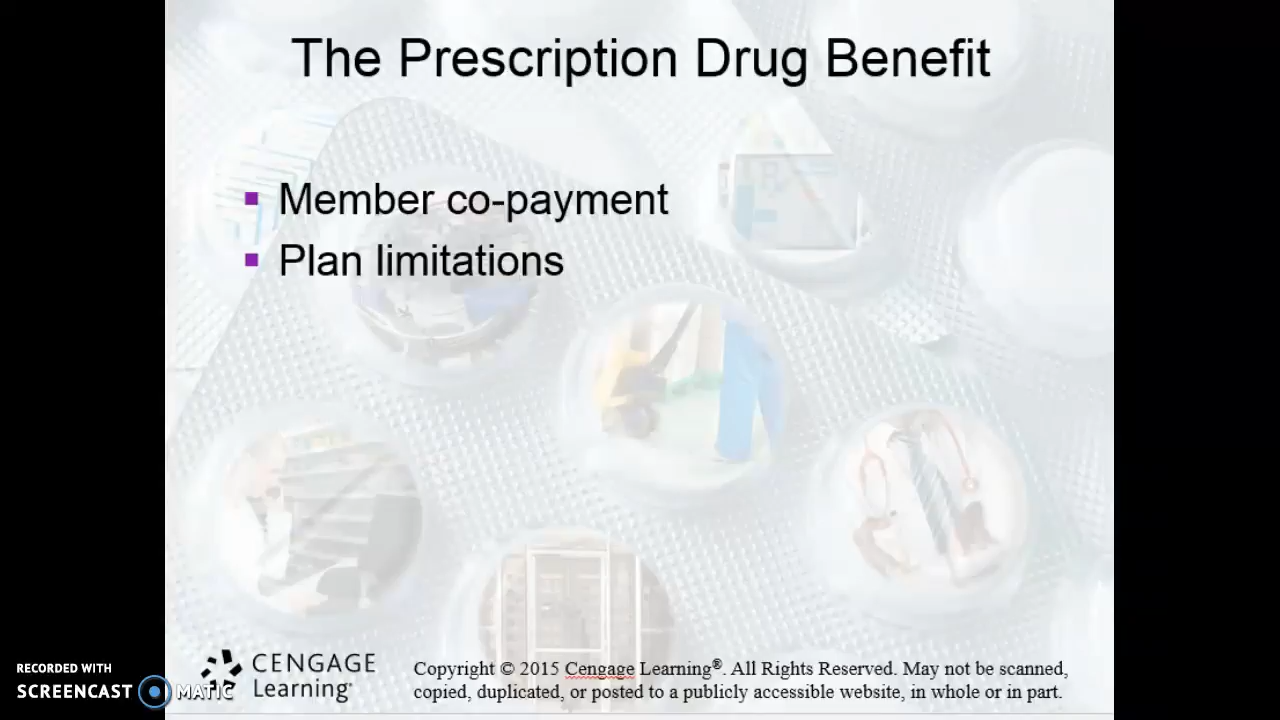 The Prescription Drug Benefit
Member co-payment
Plan limitations
CENGAGE
Learning
Copyright © 2015 Cengage Learning®. All Rights Reserved. May not be scanned,
copied, duplicated, or posted to a publicly accessible website, in whole or in part.
RECORDED WITH
SCREENCAST MATIC